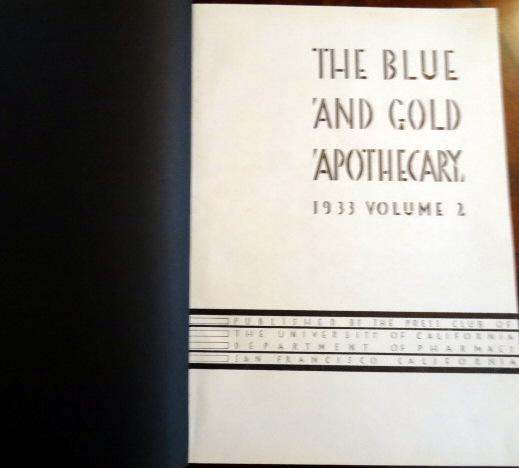 THE BLUE
AND GOLD
APOTHECARY
1933 VOLUME 2
PUBLISHED BY THE PRESS CLUB OF
THE UNIVERSITY OF CALIFORNIA
DEPARTMENT OF PHARMACY
SAN FRANCISCO CALIFORNIA